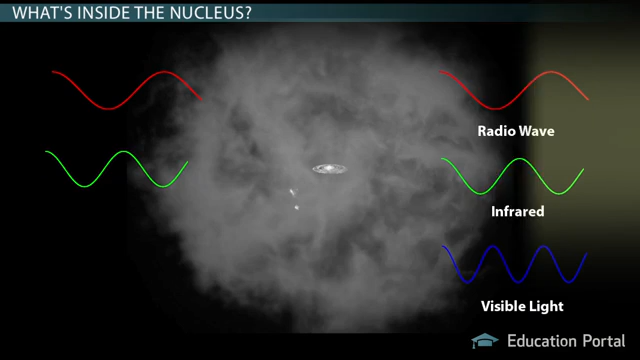 WHAT'S INSIDE THE NUCLEUS?
Radio Wave
Infrared
Visible Light
Education Portal